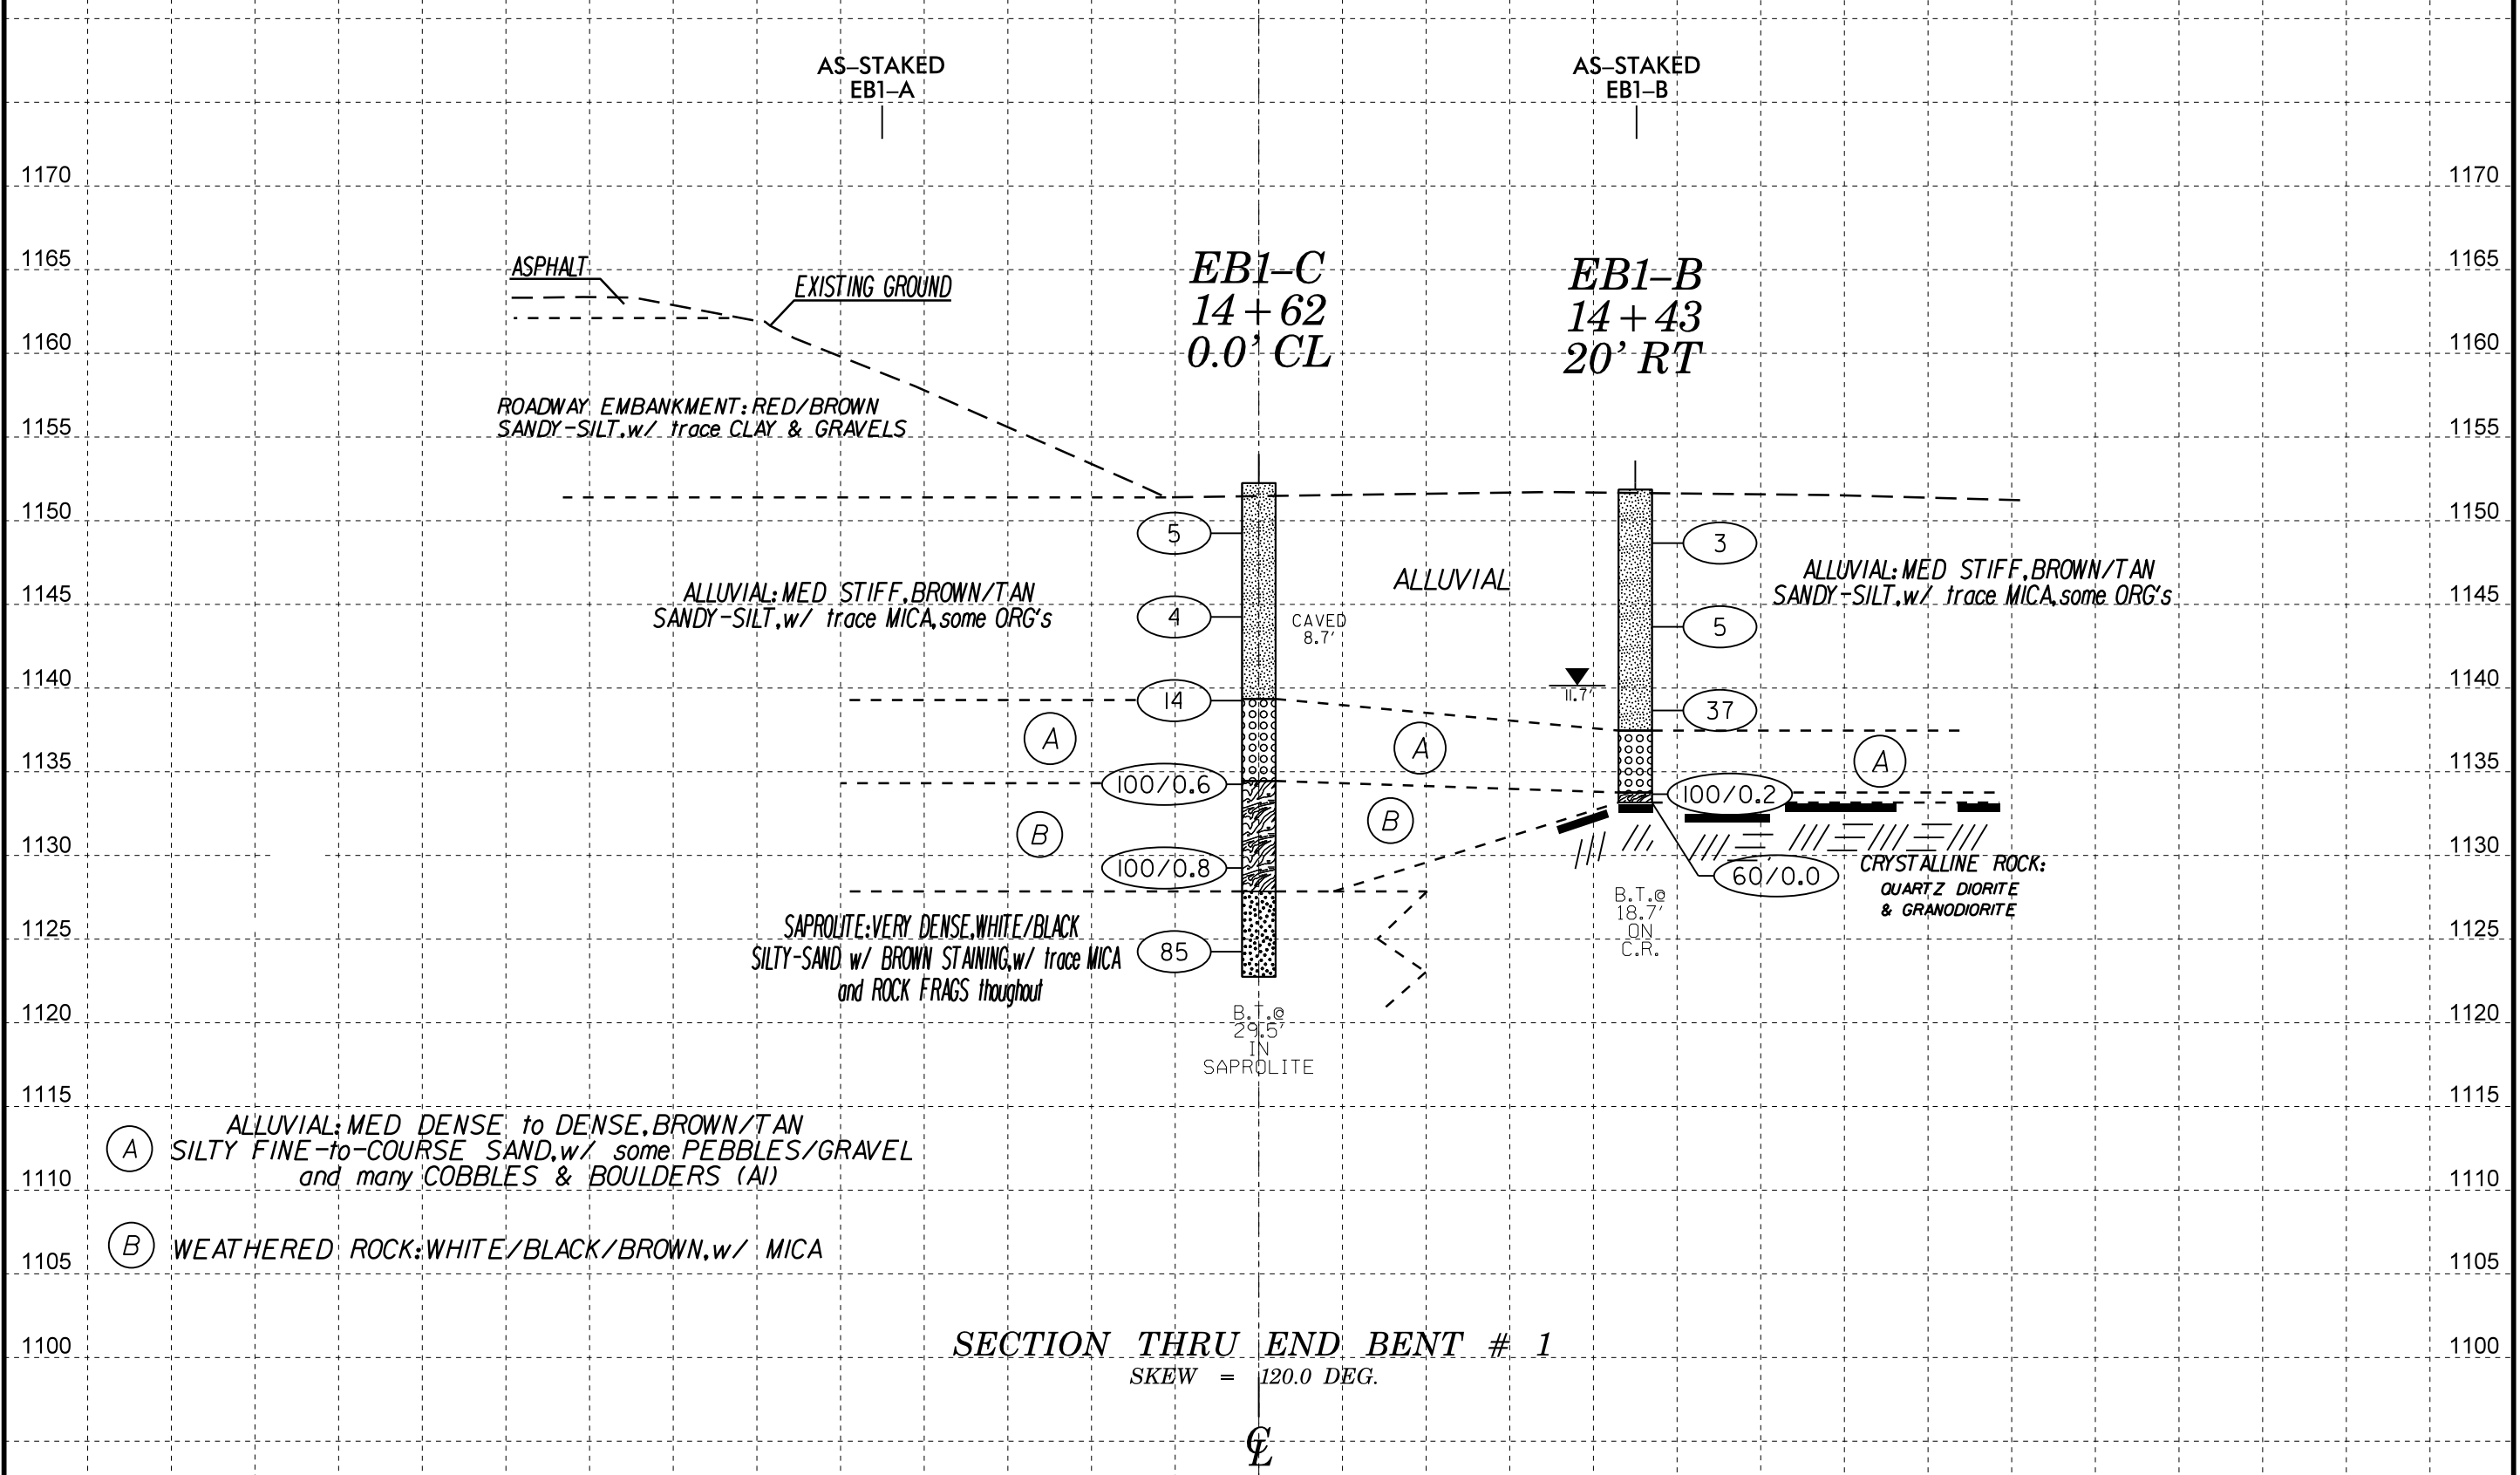 AS–STAKED
EB1–A
AS–STAKED
EB1–B
1170
1170
1165
1165
ASPHALT
EXISTING GROUND
EB1–C
14+62
0.0' CL
EB1–B
14+43
20' RT
1160
1160
ROADWAY EMBANKMENT: RED/BROWN
SANDY-SILT, w/ trace CLAY & GRAVELS
1155
1155
1150
1150
5
3
ALLUVIAL: MED STIFF, BROWN/TAN
SANDY-SILT, w/ trace MICA, some ORG's
ALLUVIAL
ALLUVIAL: MED STIFF, BROWN/TAN
SANDY-SILT, w/ trace MICA, some ORG's
1145
1145
4
CAVED
8.7'
5
1140
1140
14
11.7'
37
A
A
A
1135
1135
100/0.6
100/0.2
B
B
1130
1130
100/0.8
60/0.0
CRYSTALLINE ROCK:
QUARTZ DIORITE
& GRANODIORITE
B.T.@
18.7'
ON
C.R.
1125
1125
SAPROLITE: VERY DENSE, WHITE/BLACK
SILTY-SAND w/ BROWN STAINING, w/ trace MICA
and ROCK FRAGS thoughout
85
1120
1120
B.T.@
29.5'
IN
SAPROLITE
1115
1115
A
ALLUVIAL: MED DENSE to DENSE, BROWN/TAN
SILTY FINE-to-COURSE SAND, w/ some PEBBLES/GRAVEL
and many COBBLES & BOULDERS (AI)
1110
1110
B
WEATHERED ROCK: WHITE/BLACK/BROWN, w/ MICA
1105
1105
1100
1100
SECTION THRU END BENT # 1
SKEW = 120.0 DEG.
℄